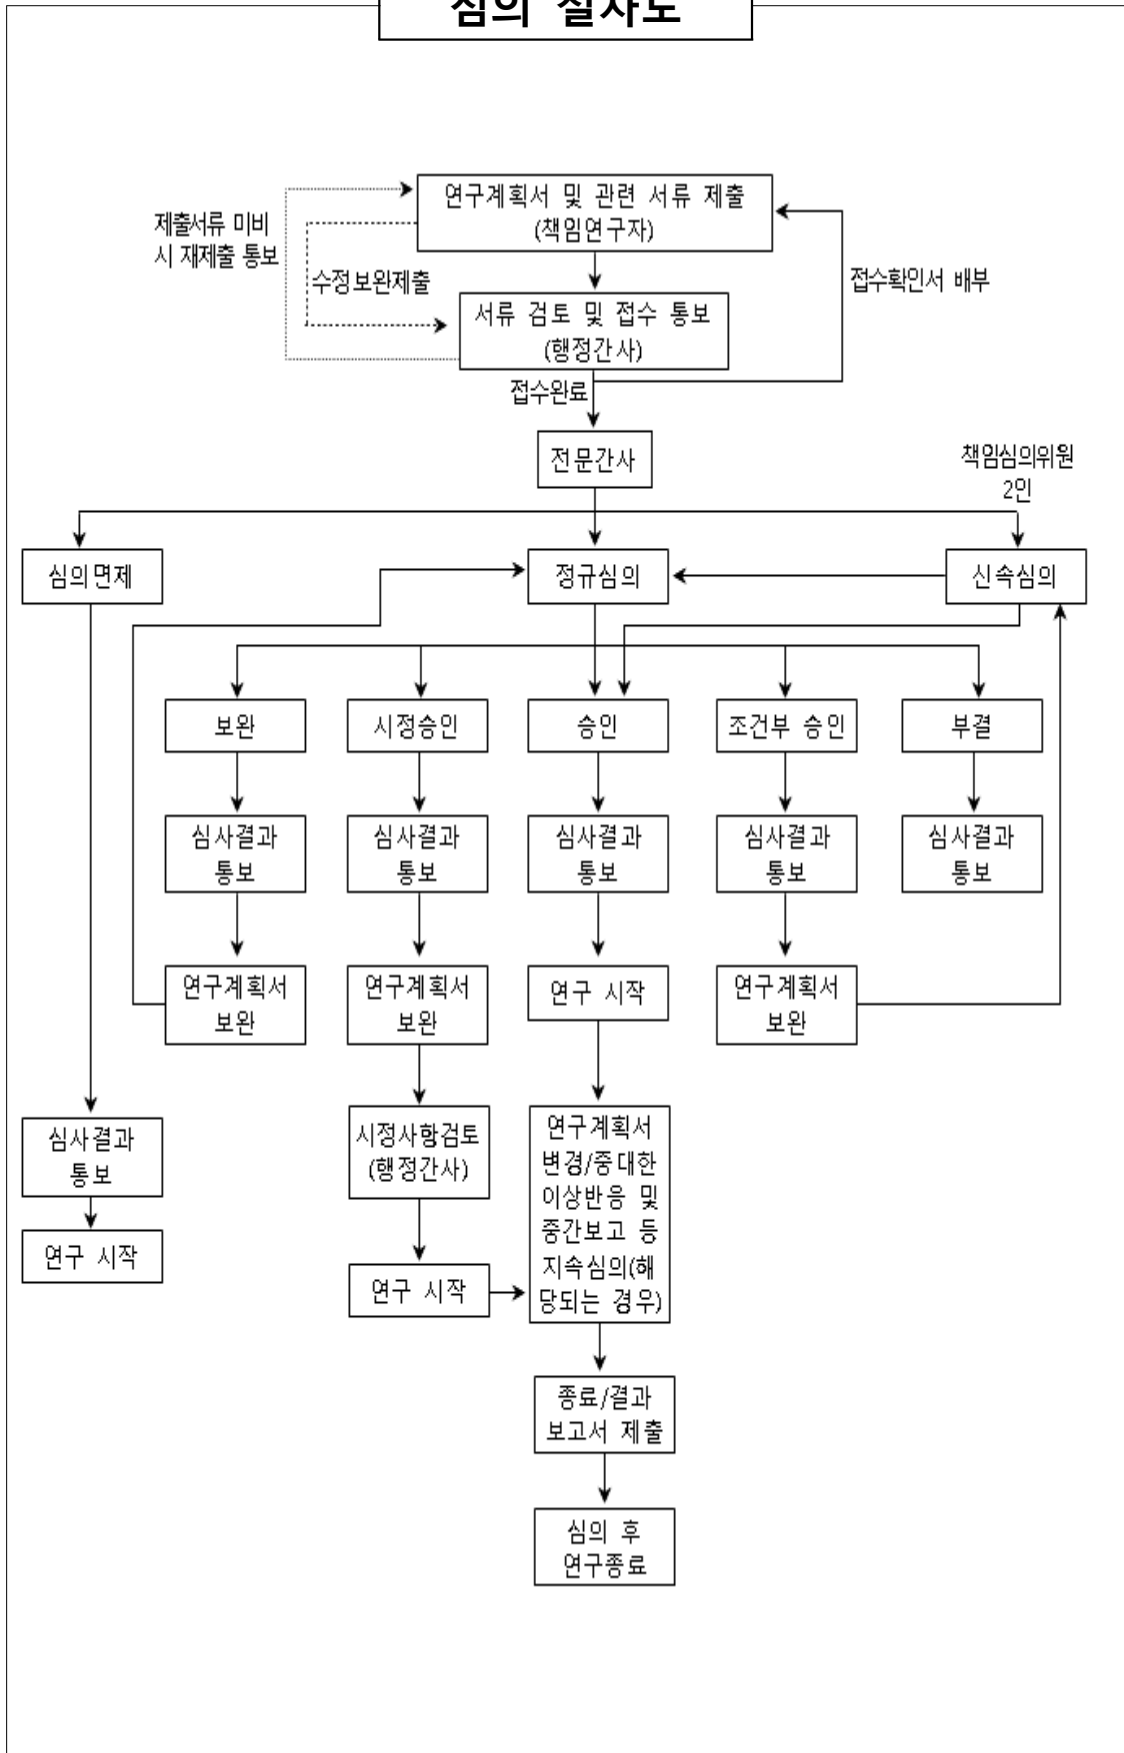 심의 절차도
연구계획서 및 관련 서류 제출
(책임연구자)
제출서류 미비
시 재제출 통보
수정보완제출
접수확인서 배부
서류 검토 및 접수 통보
(행정간사)
접수완료
전문간사
책임심의위원
2인
심의면제
정규심의
신속심의
보완
시정승인
승인
조건부 승인
부결
심사결과
통보
심사결과
통보
심사결과
통보
심사결과
통보
심사결과
통보
연구계획서
보완
연구계획서
보완
연구 시작
연구계획서
보완
심사결과
통보
시정사항검토
(행정간사)
연구계획서
변경/중대한
이상반응 및
중간보고 등
지속심의(해
당되는 경우)
연구 시작
연구 시작
종료/결과
보고서 제출
심의 후
연구종료